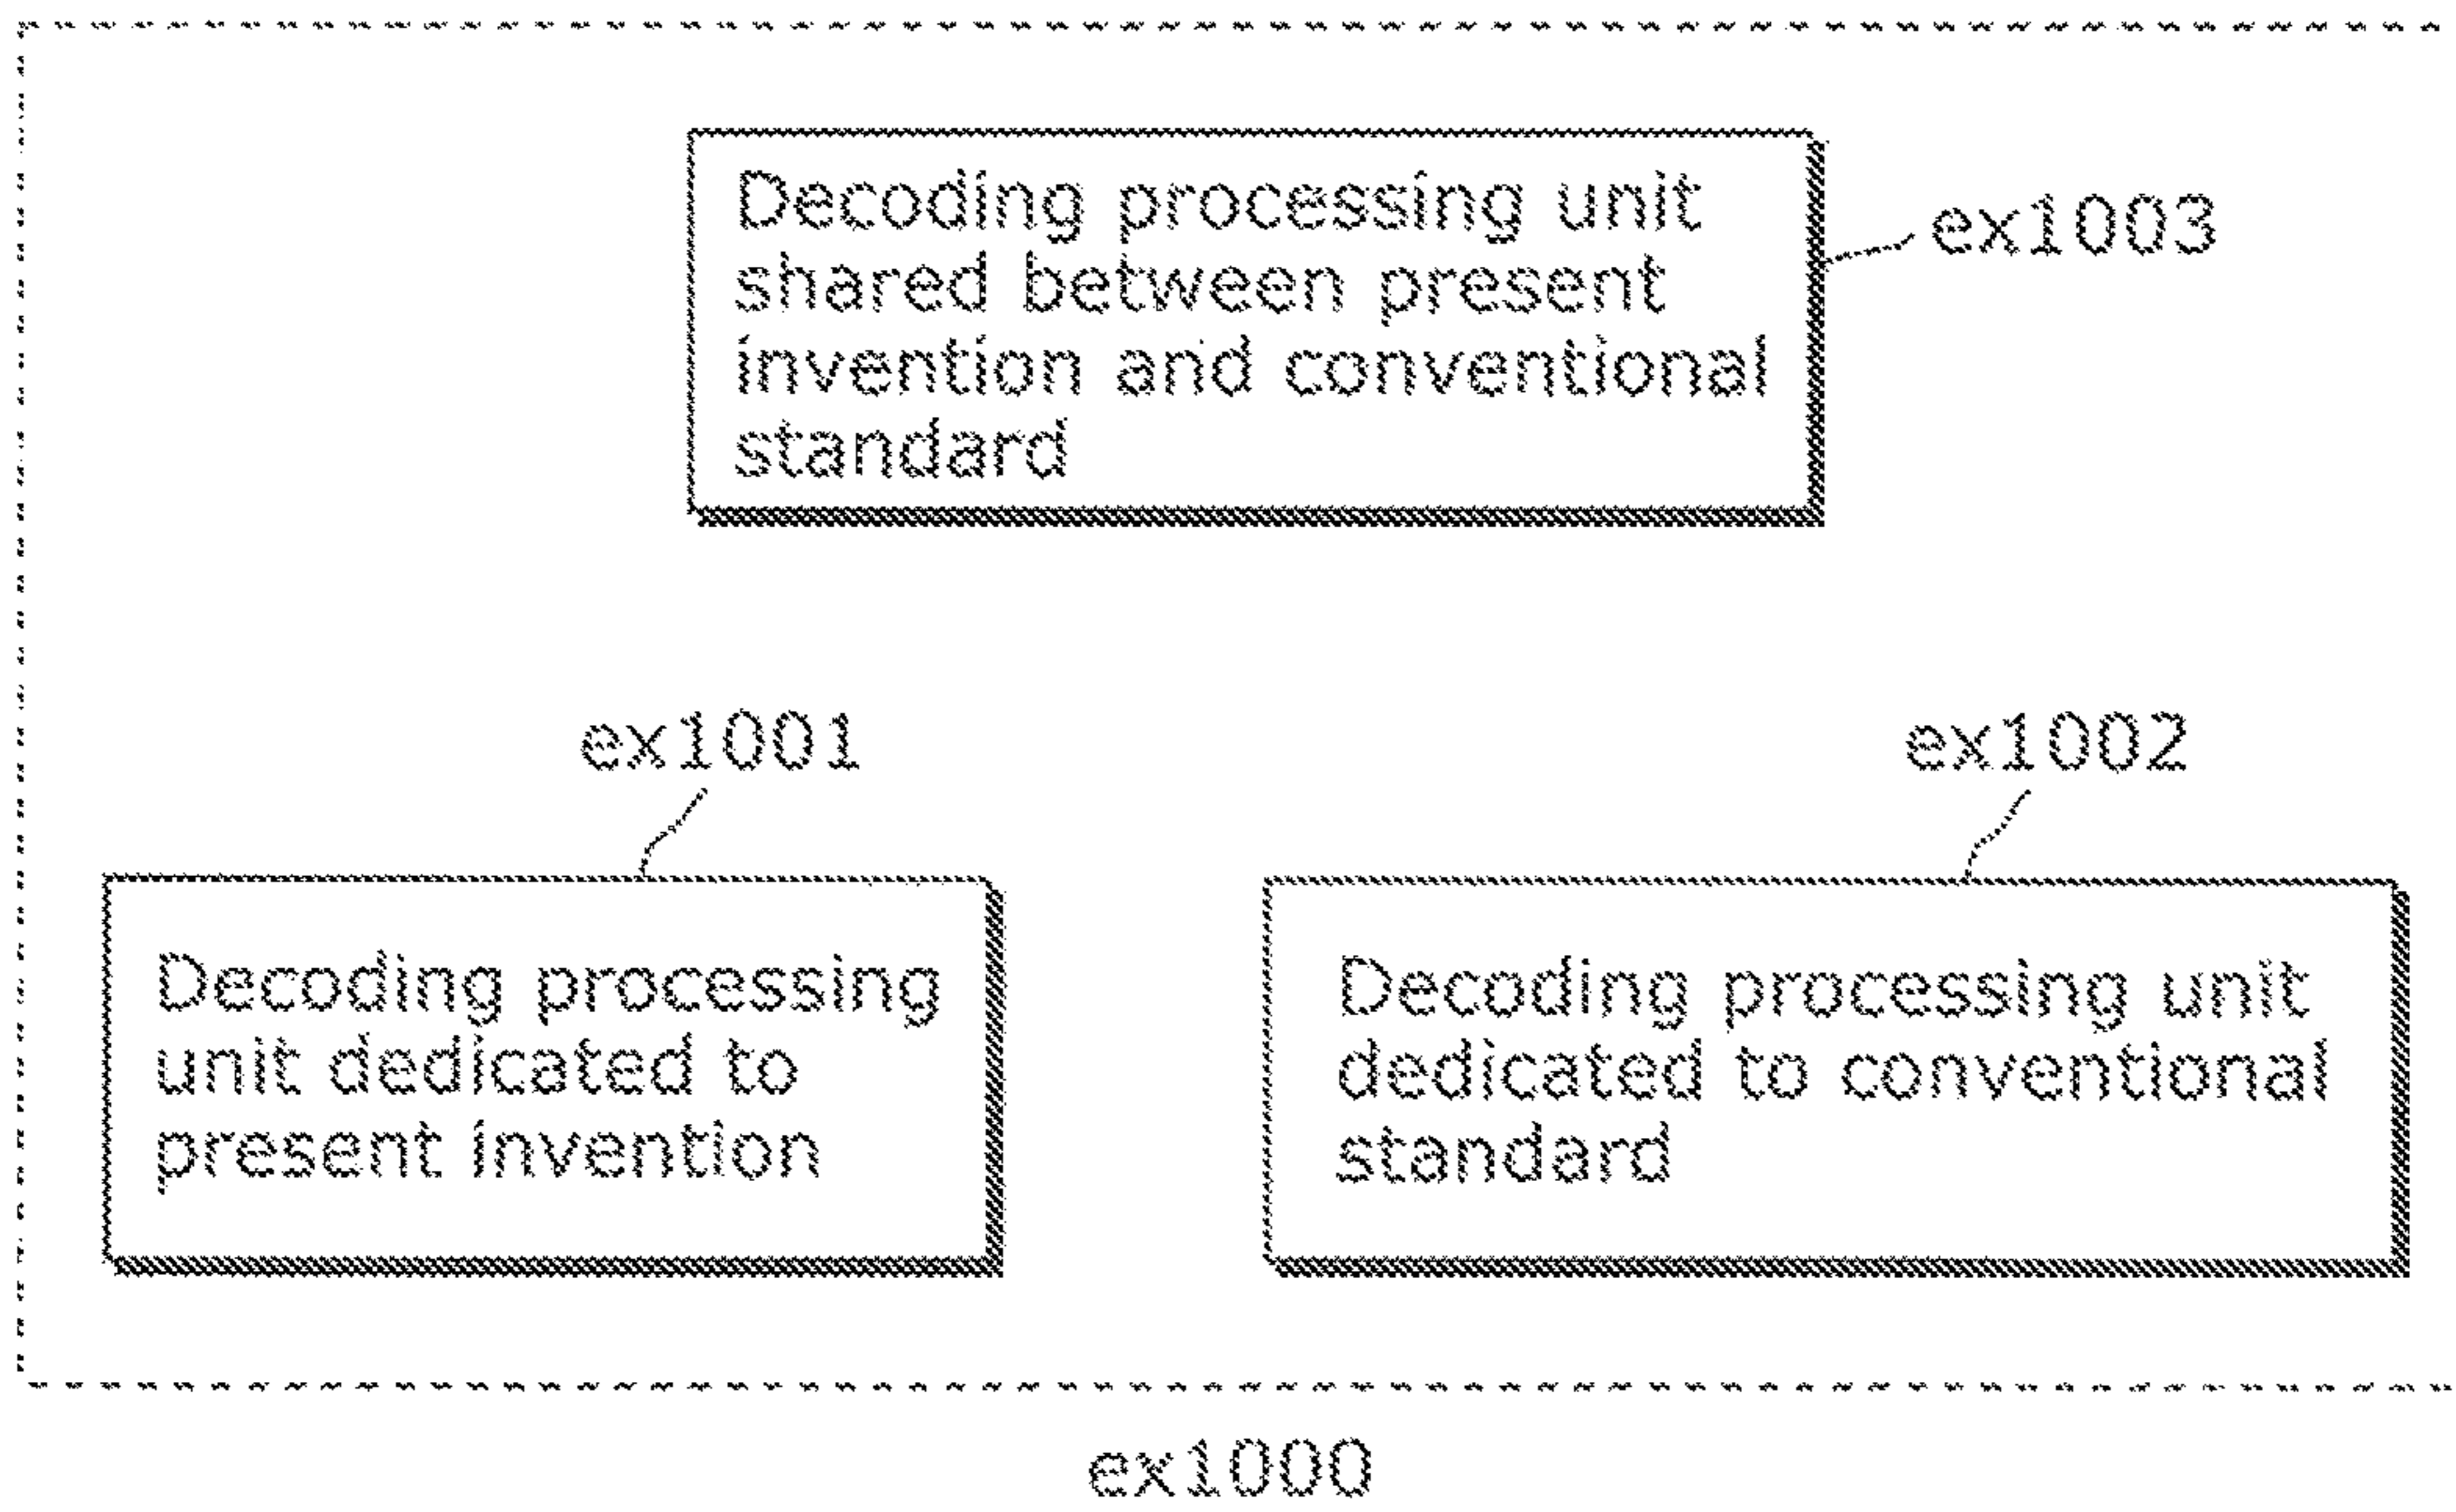 Decoding processing unit
shared between present
invention and conventional
standard
ex1003
ex1001
ex1002
Decoding processing
unit dedicated to
present invention
Decoding processing unit
dedicated to conventional
standard
ex1000